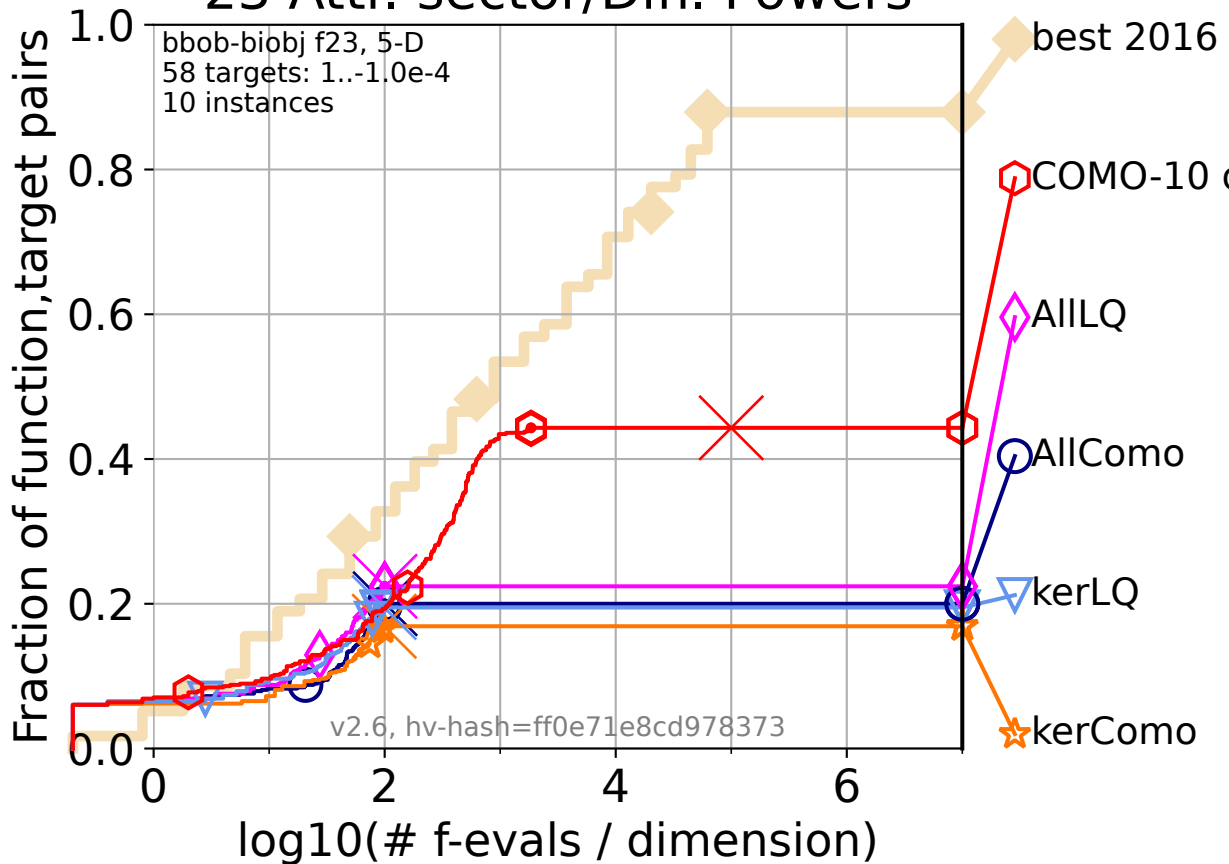 1.0
bbob-biobj f23, 5-D
58 targets: 1..-1.0e-4
10 instances
best 2016
0.8
COMO-10
0.6
AllLQ
0.4
AllComo
0.2
kerLQ
0.0
kerComo
v2.6, hv-hash=ff0e71e8cd978373
Fraction of function,target pairs
0 2 4 6
log10(# f-evals / dimension)